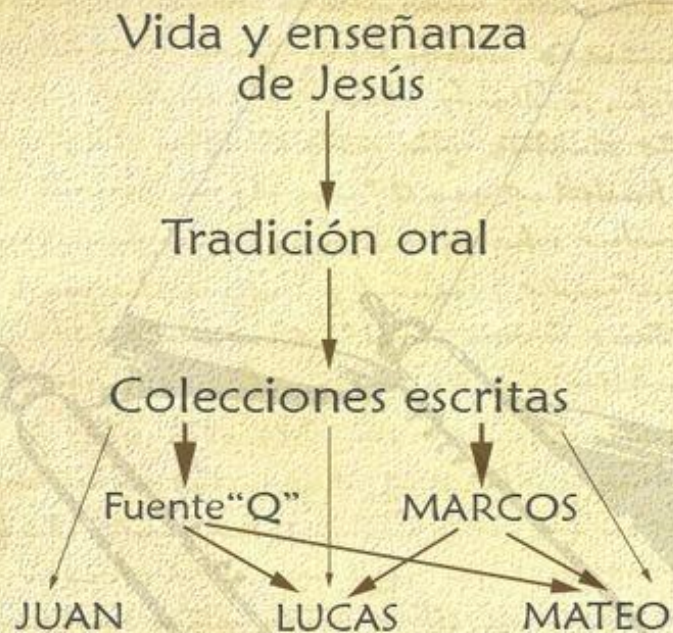 Vida y enseñanza
de Jesús
Tradición oral
Colecciones escritas
Fuente“Q” MARCOS
JUAN LUCAS MATEO